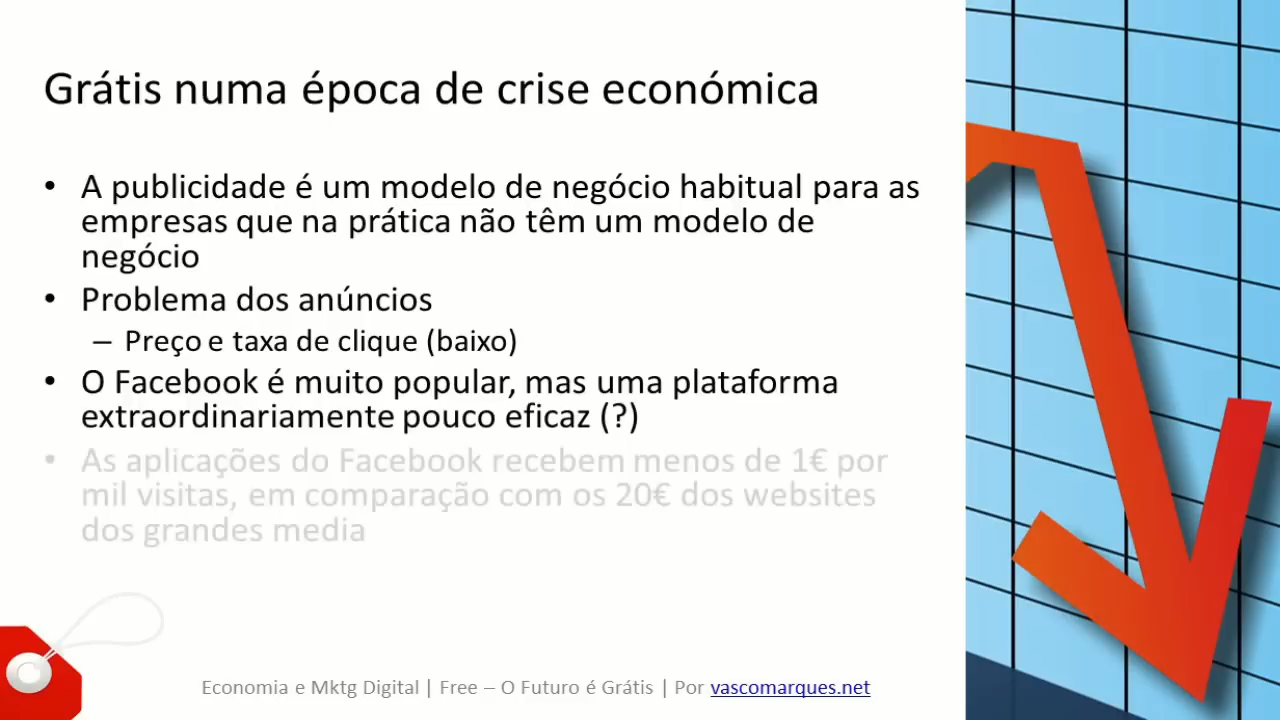 Grátis numa época de crise económica
• A publicidade é um modelo de negócio habitual para as
empresas que na prática não têm um modelo de
negócio
• Problema dos anúncios
– Preço e taxa de clique (baixo)
• O Facebook é muito popular, mas uma plataforma
extraordinariamente pouco eficaz (?)
• As aplicações do Facebook recebem menos de 1€ por
mil visitas, em comparação com os 20€ dos websites
dos grandes media
Economia e Mktg Digital | Free – O Futuro é Grátis | Por vascomarques.net